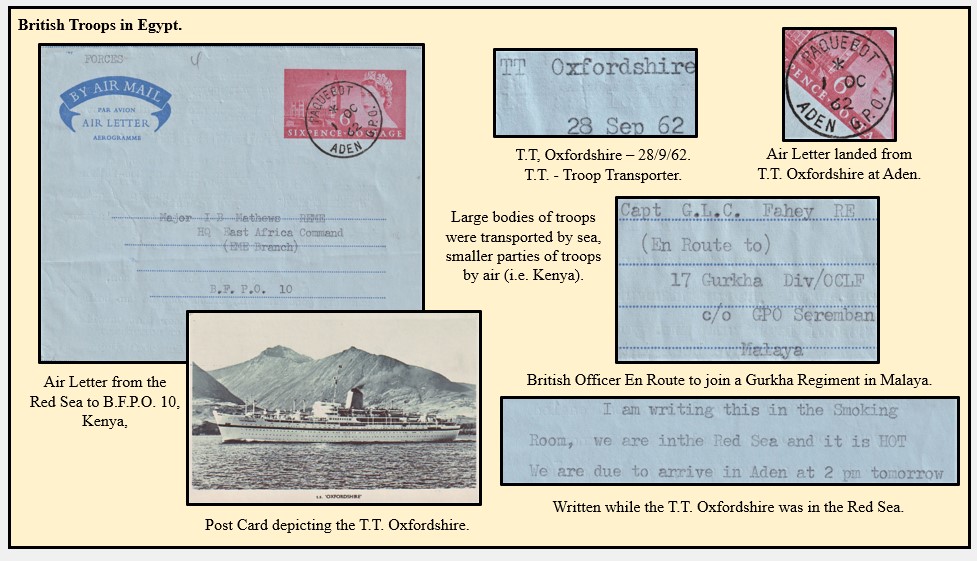 British Troops in Egypt.
FORCES
BY AIR MAIL
PAR AVION
AIR LETTER
AEROGRAMME
PAQUEBOT
1 OC
62
ADEN G.P.O.
SIXPENCE POSTAGE
Major I B Mathews REME
HQ East Africa Command
(EME Branch)
B.F.P.O. 10
Air Letter from the
Red Sea to B.F.P.O. 10,
Kenya,
s.s. 'OXFORDSHIRE'
Post Card depicting the T.T. Oxfordshire.
TT Oxfordshire
28 Sep 62
T.T, Oxfordshire – 28/9/62.
T.T. - Troop Transporter.
PAQUEBOT
1 OC
62
ADEN G.P.O.
Air Letter landed from
T.T. Oxfordshire at Aden.
Large bodies of troops
were transported by sea,
smaller parties of troops
by air (i.e. Kenya).
Capt G.L.C. Fahey RE
(En Route to)
17 Gurkha Div/OCLF
c/o GPO Seremban
Malaya
British Officer En Route to join a Gurkha Regiment in Malaya.
I am writing this in the Smoking
Room, we are inthe Red Sea and it is HOT
We are due to arrive in Aden at 2 pm tomorrow
Written while the T.T. Oxfordshire was in the Red Sea.